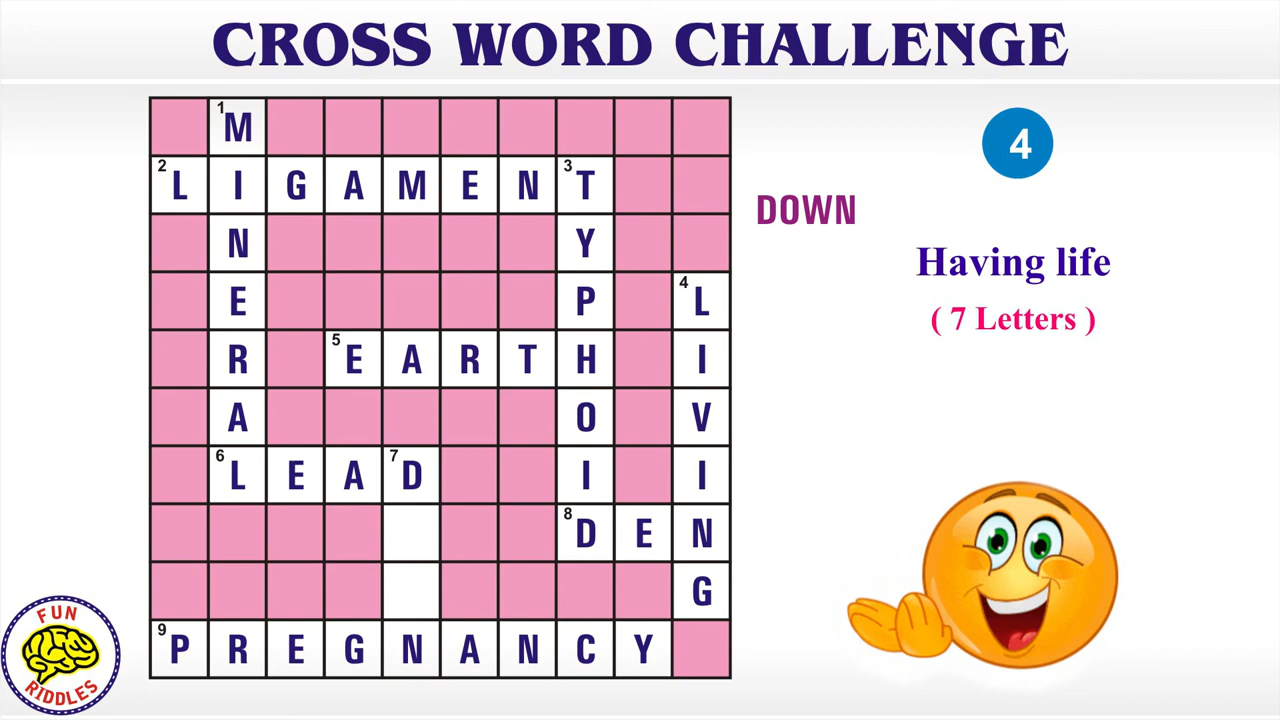 CROSS WORD CHALLENGE
1 M
2 L I G A M E N 3 T
N Y
E P 4 L
R 5 E A R T H I
A O V
6 L E A 7 D I I
8 D E N
G
9 P R E G N A N C Y
4
DOWN
Having life
( 7 Letters )
FUN
RIDDLES